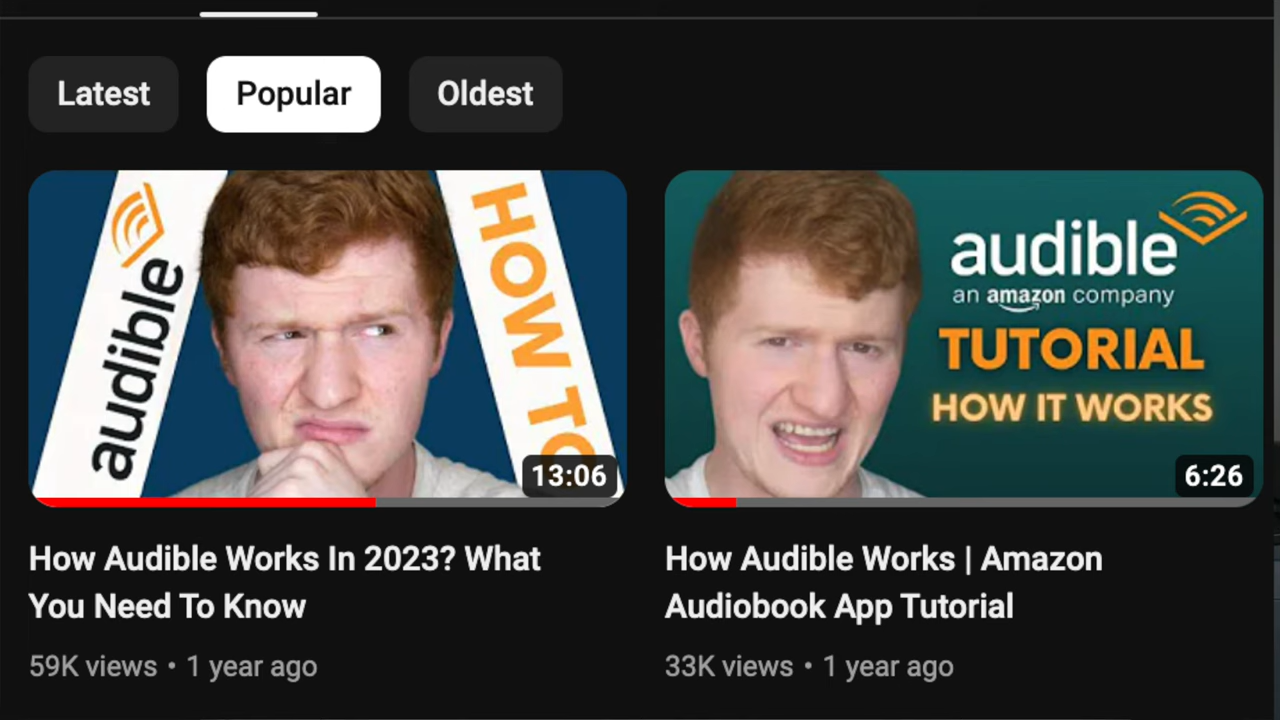 Latest
Popular
Oldest
audible
HOW TO
13:06
audible
an amazon company
TUTORIAL
HOW IT WORKS
6:26
How Audible Works In 2023? What
You Need To Know
59K views • 1 year ago
How Audible Works | Amazon
Audiobook App Tutorial
33K views • 1 year ago